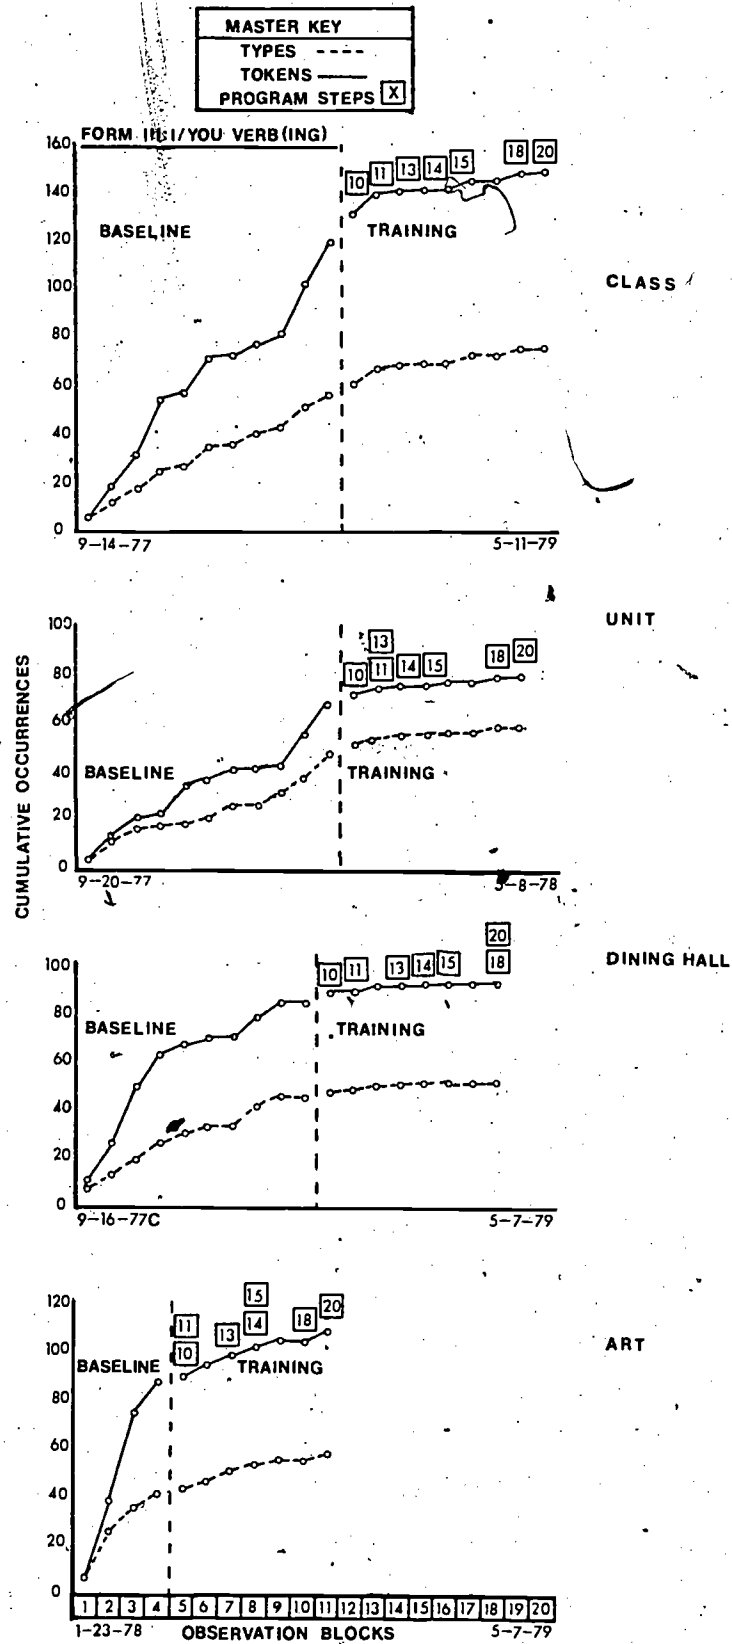 MASTER KEY
TYPES ----
TOKENS ——
PROGRAM STEPS X
FORM III: I/YOU VERB(ING)
160
140
120
100
80
60
40
20
0
BASELINE
TRAINING
10 11 13 14 15 18 20
CLASS
9-14-77 5-11-79
CUMULATIVE OCCURRENCES
100
80
60
40
20
0
BASELINE
TRAINING
13
10 11 14 15 18 20
UNIT
9-20-77 5-8-78
100
80
60
40
20
0
BASELINE
TRAINING
20
10 11 13 14 15 18
DINING HALL
9-16-77C 5-7-79
120
100
80
60
40
20
0
BASELINE
TRAINING
15
11 13 14 18 20
10
ART
1 2 3 4 5 6 7 8 9 10 11 12 13 14 15 16 17 18 19 20
1-23-78 OBSERVATION BLOCKS 5-7-79